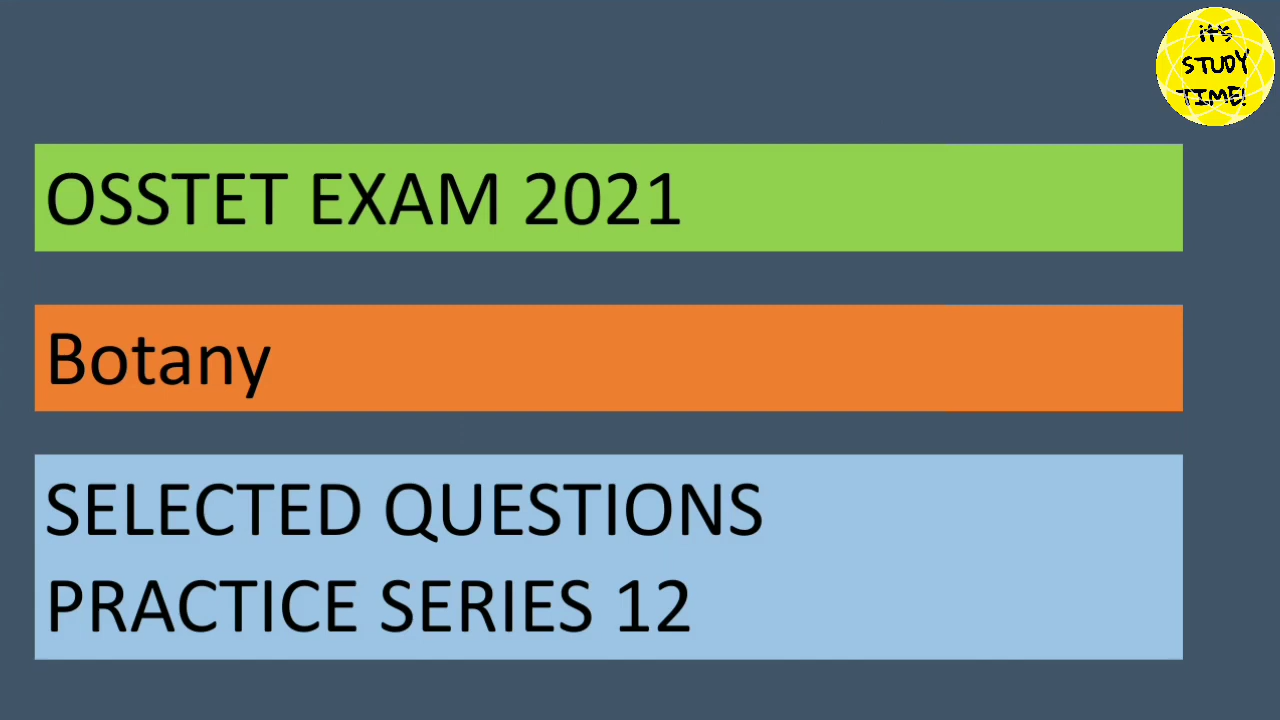 iT's
STUDY
TIME!
OSSTET EXAM 2021
Botany
SELECTED QUESTIONS
PRACTICE SERIES 12